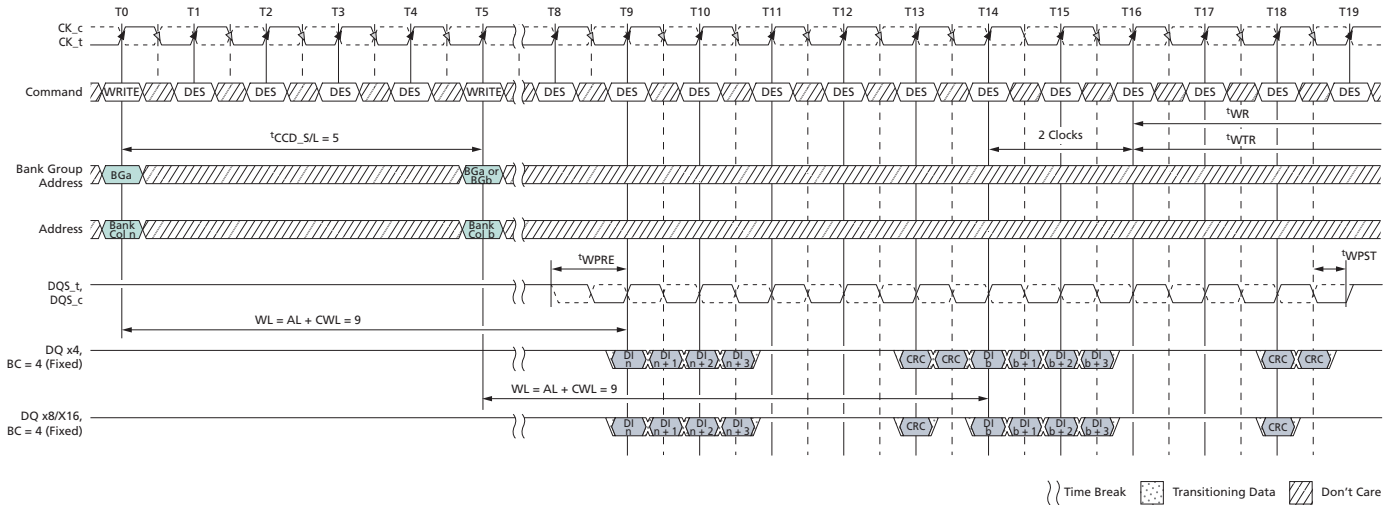 T0 T1 T2 T3 T4 T5 T8 T9 T10 T11 T12 T13 T14 T15 T16 T17 T18 T19
CK_c
CK_t
Command WRITE DES DES DES DES WRITE DES DES DES DES DES DES DES DES DES DES DES DES
tWR
tCCD_S/L = 5 2 Clocks tWTR
Bank Group
Address BGa BGa or
BGb
Address Bank
Col n Bank
Col b
tWPRE tWPST
DQS_t,
DQS_c
WL = AL + CWL = 9
DQ x4,
BC = 4 (Fixed)
DI
n DI
n + 1 DI
n + 2 DI
n + 3 CRC CRC DI
b DI
b + 1 DI
b + 2 DI
b + 3 CRC CRC
WL = AL + CWL = 9
DQ x8/X16,
BC = 4 (Fixed)
DI
n DI
n + 1 DI
n + 2 DI
n + 3 CRC DI
b DI
b + 1 DI
b + 2 DI
b + 3 CRC
Time Break Transitioning Data Don't Care